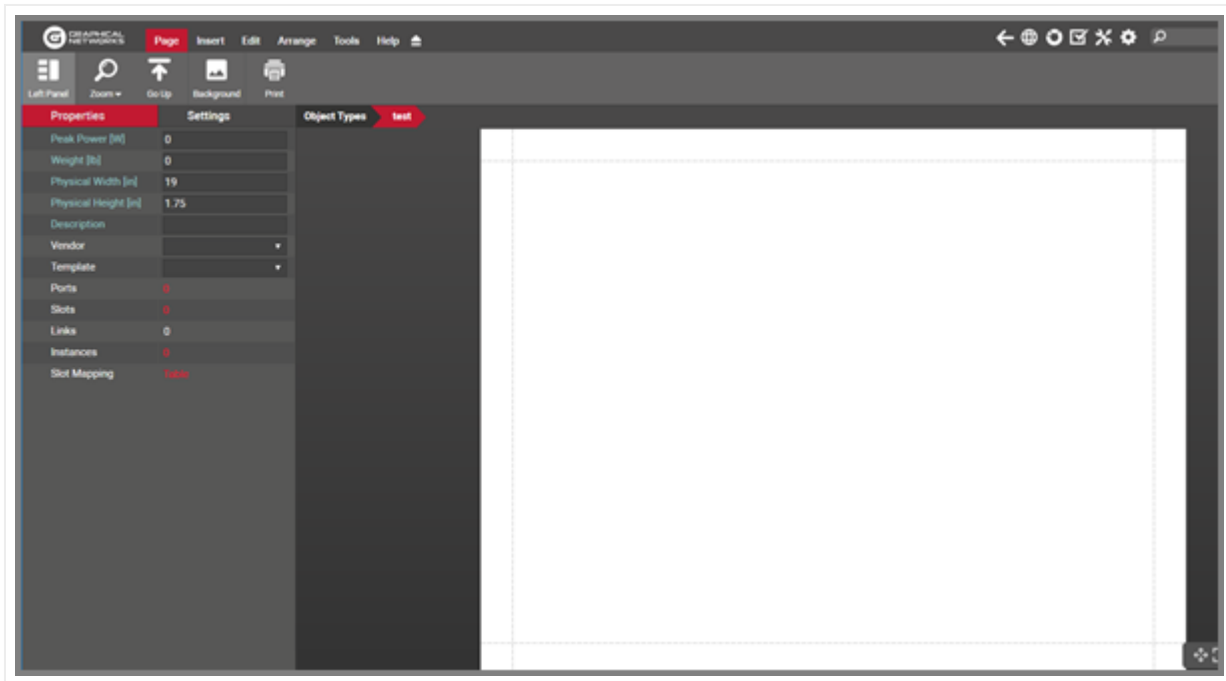 GRAPHICAL NETWORKS
Page Insert Edit Arrange Tools Help
Left Panel Zoom Go Up Background Print
Properties Settings Object Types test
Peak Power [W] 0
Weight [lb] 0
Physical Width [in] 19
Physical Height [in] 1.75
Description
Vendor
Template
Ports 0
Slots 0
Links 0
Instances 0
Slot Mapping Table